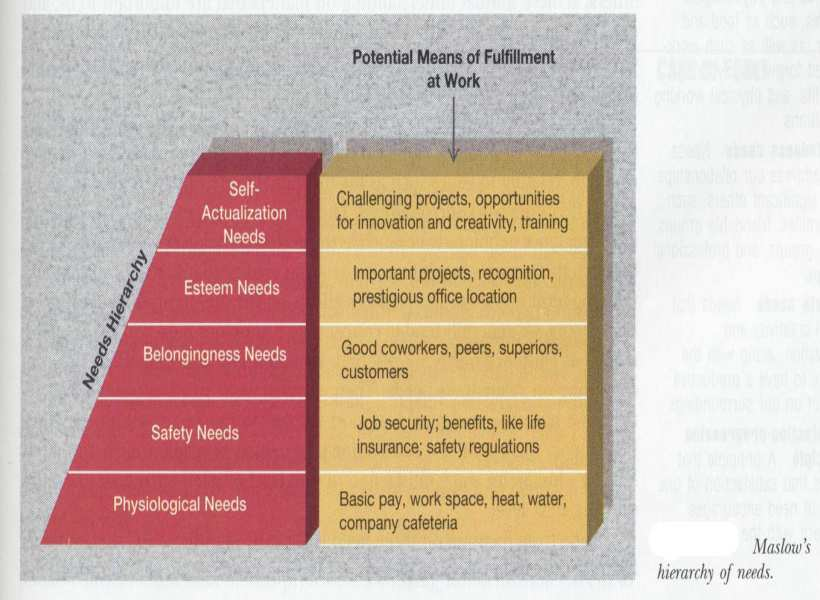 Potential Means of Fulfillment
at Work
Needs Hierarchy
Self-
Actualization
Needs
Challenging projects, opportunities
for innovation and creativity, training
Esteem Needs
Important projects, recognition,
prestigious office location
Belongingness Needs
Good coworkers, peers, superiors,
customers
Safety Needs
Job security; benefits, like life
insurance; safety regulations
Physiological Needs
Basic pay, work space, heat, water,
company cafeteria
Maslow's
hierarchy of needs.